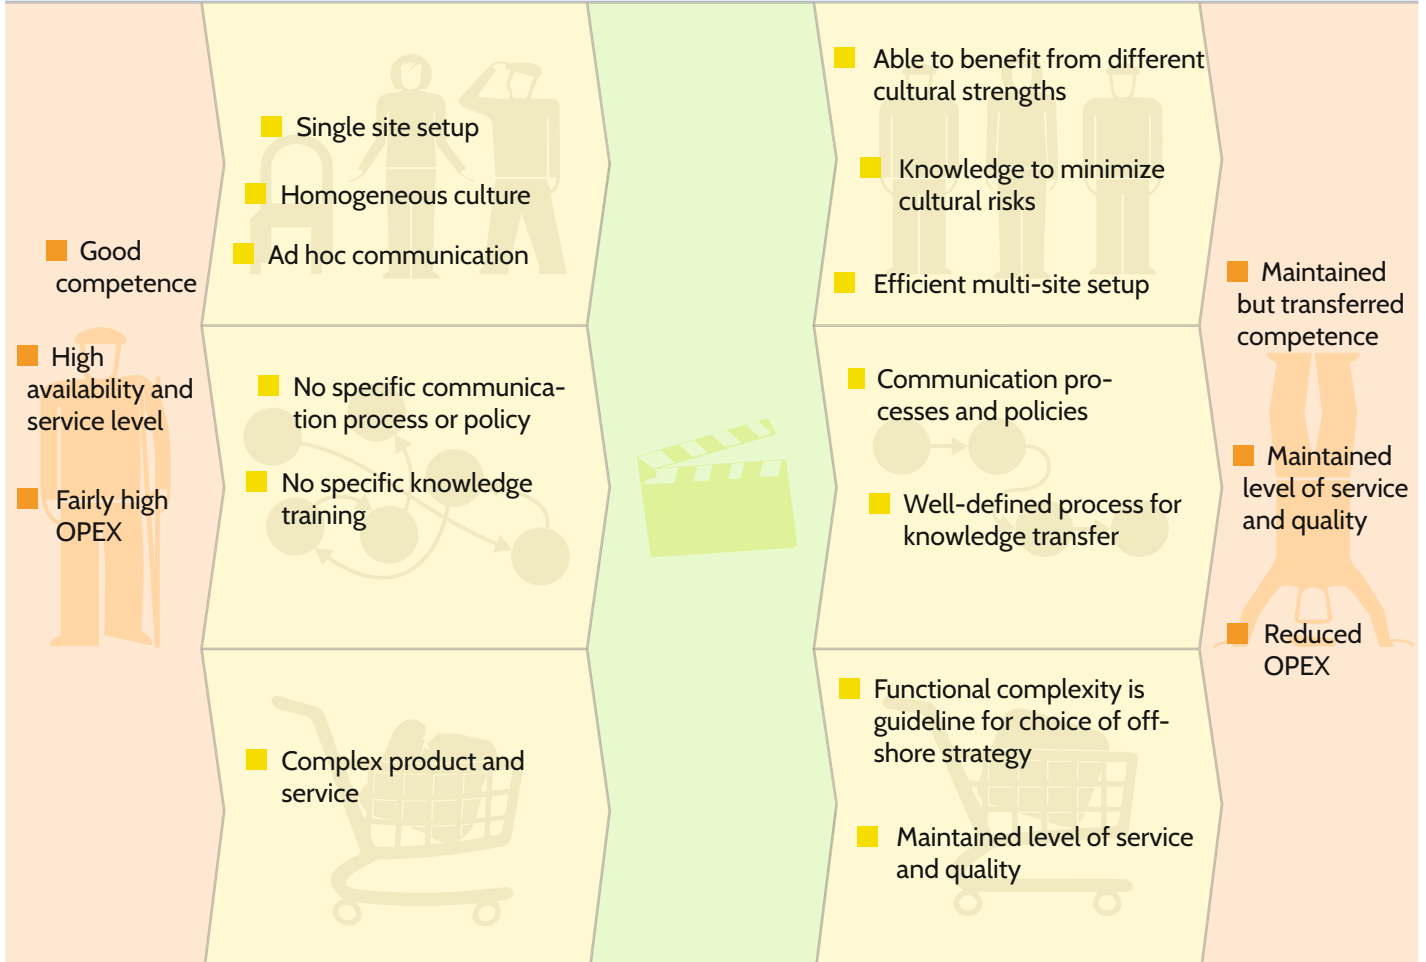 Good
competence
High
availability and
service level
Fairly high
OPEX
Single site setup
Homogeneous culture
Ad hoc communication
No specific communica-
tion process or policy
No specific knowledge
training
Complex product and
service
Able to benefit from different
cultural strengths
Knowledge to minimize
cultural risks
Efficient multi-site setup
Communication pro-
cesses and policies
Well-defined process for
knowledge transfer
Functional complexity is
guideline for choice of off-
shore strategy
Maintained level of service
and quality
Maintained
but transferred
competence
Maintained
level of service
and quality
Reduced
OPEX